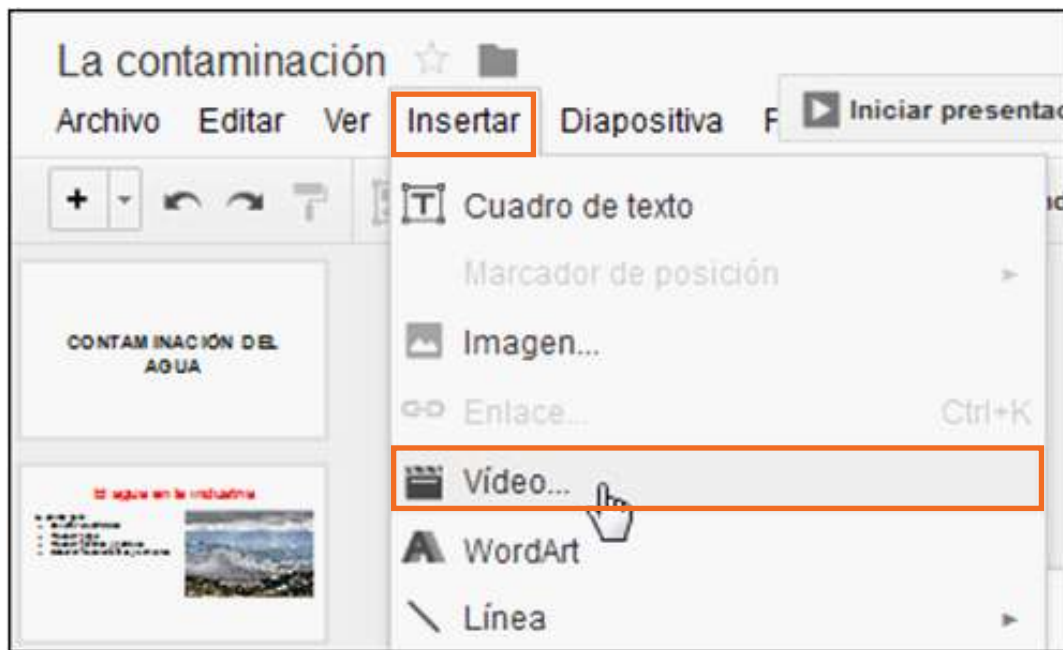 La contaminación
Archivo Editar Ver Insertar Diapositiva F
Iniciar presentac
Cuadro de texto
Marcador de posición
Imagen...
Enlace... Ctrl+K
Vídeo...
WordArt
Línea
CONTAMINACIÓN DEL
AGUA
El agua en la industria